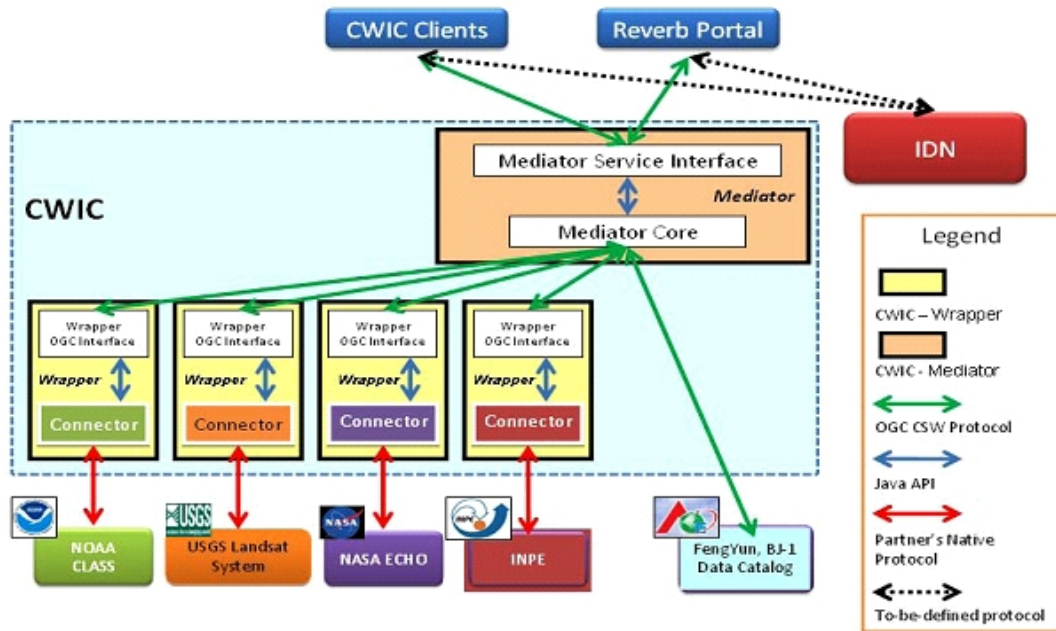 CWIC Clients
Reverb Portal
IDN
Mediator Service Interface
Mediator
Mediator Core
CWIC
Wrapper
OGC Interface
Wrapper
Connector
Wrapper
OGC Interface
Wrapper
Connector
Wrapper
OGC Interface
Wrapper
Connector
Wrapper
OGC Interface
Wrapper
Connector
USGS
NASA
NOAA
CLASS
USGS Landsat
System
NASA ECHO
INPE
FengYun, BJ-1
Data Catalog
Legend
CWIC – Wrapper
CWIC - Mediator
OGC CSW Protocol
Java API
Partner's Native
Protocol
To-be-defined protocol